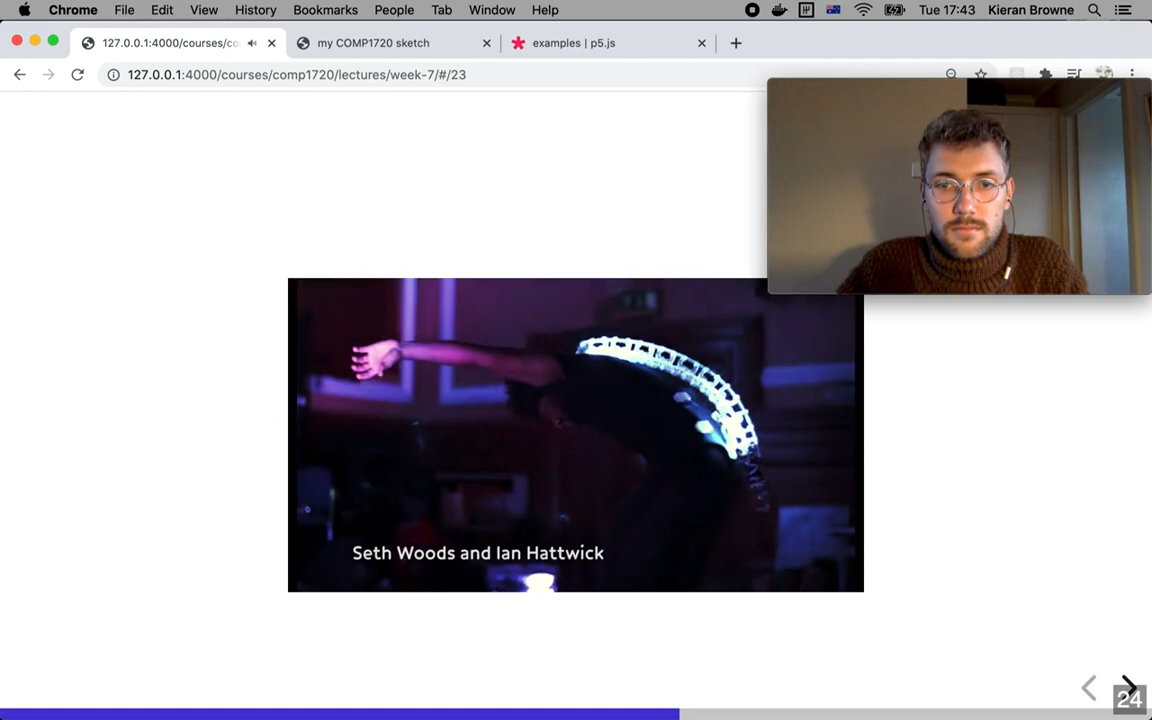 Chrome File Edit View History Bookmarks People Tab Window Help Tue 17:43 Kieran Browne
127.0.0.1:4000/courses/co my COMP1720 sketch examples | p5.js
127.0.0.1:4000/courses/comp1720/lectures/week-7/#/23
Seth Woods and Ian Hattwick
24